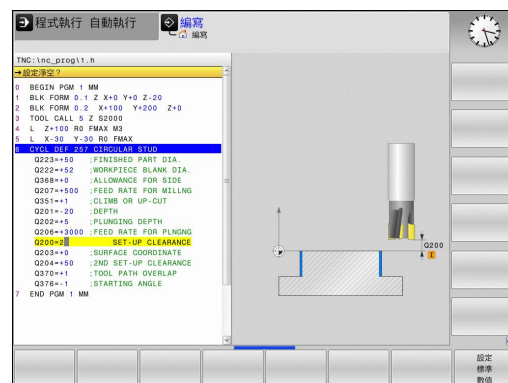 程式執行 自動執行
編寫
編寫
TNC:\nc_prog\1.h
→設定淨空？
0 BEGIN PGM 1 MM
1 BLK FORM 0.1 Z X+0 Y+0 Z-20
2 BLK FORM 0.2 X+100 Y+200 Z+0
3 TOOL CALL 5 Z S2000
4 L Z+100 R0 FMAX M3
5 L X-30 Y-30 R0 FMAX
6 CYCL DEF 257 CIRCULAR STUD
Q223=+50 ;FINISHED PART DIA.
Q222=+52 ;WORKPIECE BLANK DIA.
Q368=+0 ;ALLOWANCE FOR SIDE
Q207=+500 ;FEED RATE FOR MILLNG
Q351=+1 ;CLIMB OR UP-CUT
Q201=-20 ;DEPTH
Q202=+5 ;PLUNGING DEPTH
Q206=+3000 ;FEED RATE FOR PLNGNG
Q200=2 SET-UP CLEARANCE
Q203=+0 ;SURFACE COORDINATE
Q204=+50 ;2ND SET-UP CLEARANCE
Q370=+1 ;TOOL PATH OVERLAP
Q376=-1 ;STARTING ANGLE
7 END PGM 1 MM
Q200
I
設定
標準
數值